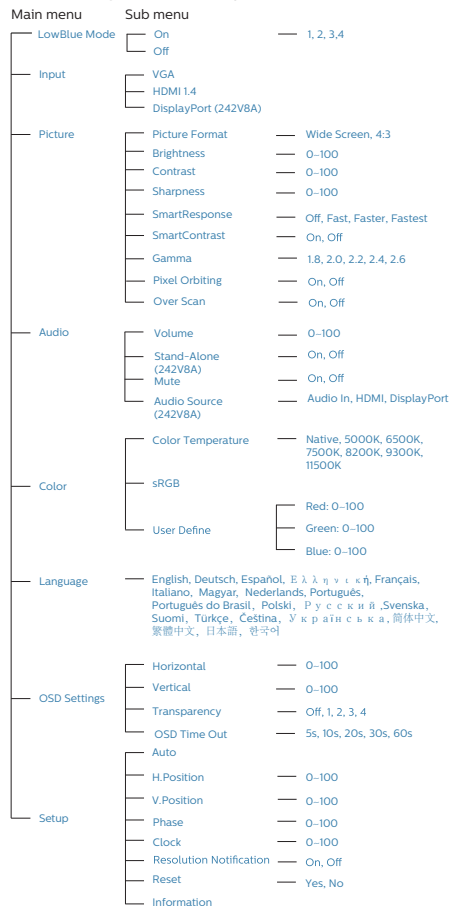 Main menu Sub menu
LowBlue Mode On 1, 2, 3,4
Off
Input VGA
HDMI 1.4
DisplayPort (242V8A)
Picture Picture Format Wide Screen, 4:3
Brightness 0-100
Contrast 0-100
Sharpness 0-100
SmartResponse Off, Fast, Faster, Fastest
SmartContrast On, Off
Gamma 1.8, 2.0, 2.2, 2.4, 2.6
Pixel Orbiting On, Off
Over Scan On, Off
Audio Volume 0-100
Stand-Alone On, Off
(242V8A)
Mute On, Off
Audio Source Audio In, HDMI, DisplayPort
(242V8A)
Color Temperature Native, 5000K, 6500K,
7500K, 8200K, 9300K,
11500K
Color sRGB
Red: 0-100
User Define Green: 0-100
Blue: 0-100
Language English, Deutsch, Español, Ελληνική, Français,
Italiano, Magyar, Nederlands, Português,
Português do Brasil, Polski, Русский ,Svenska,
Suomi, Türkçe, Čeština, Українська, 简体中文,
繁體中文, 日本語, 한국어
Horizontal 0-100
Vertical 0-100
OSD Settings Transparency Off, 1, 2, 3, 4
OSD Time Out 5s, 10s, 20s, 30s, 60s
Auto
H.Position 0-100
V.Position 0-100
Setup Phase 0-100
Clock 0-100
Resolution Notification On, Off
Reset Yes, No
Information